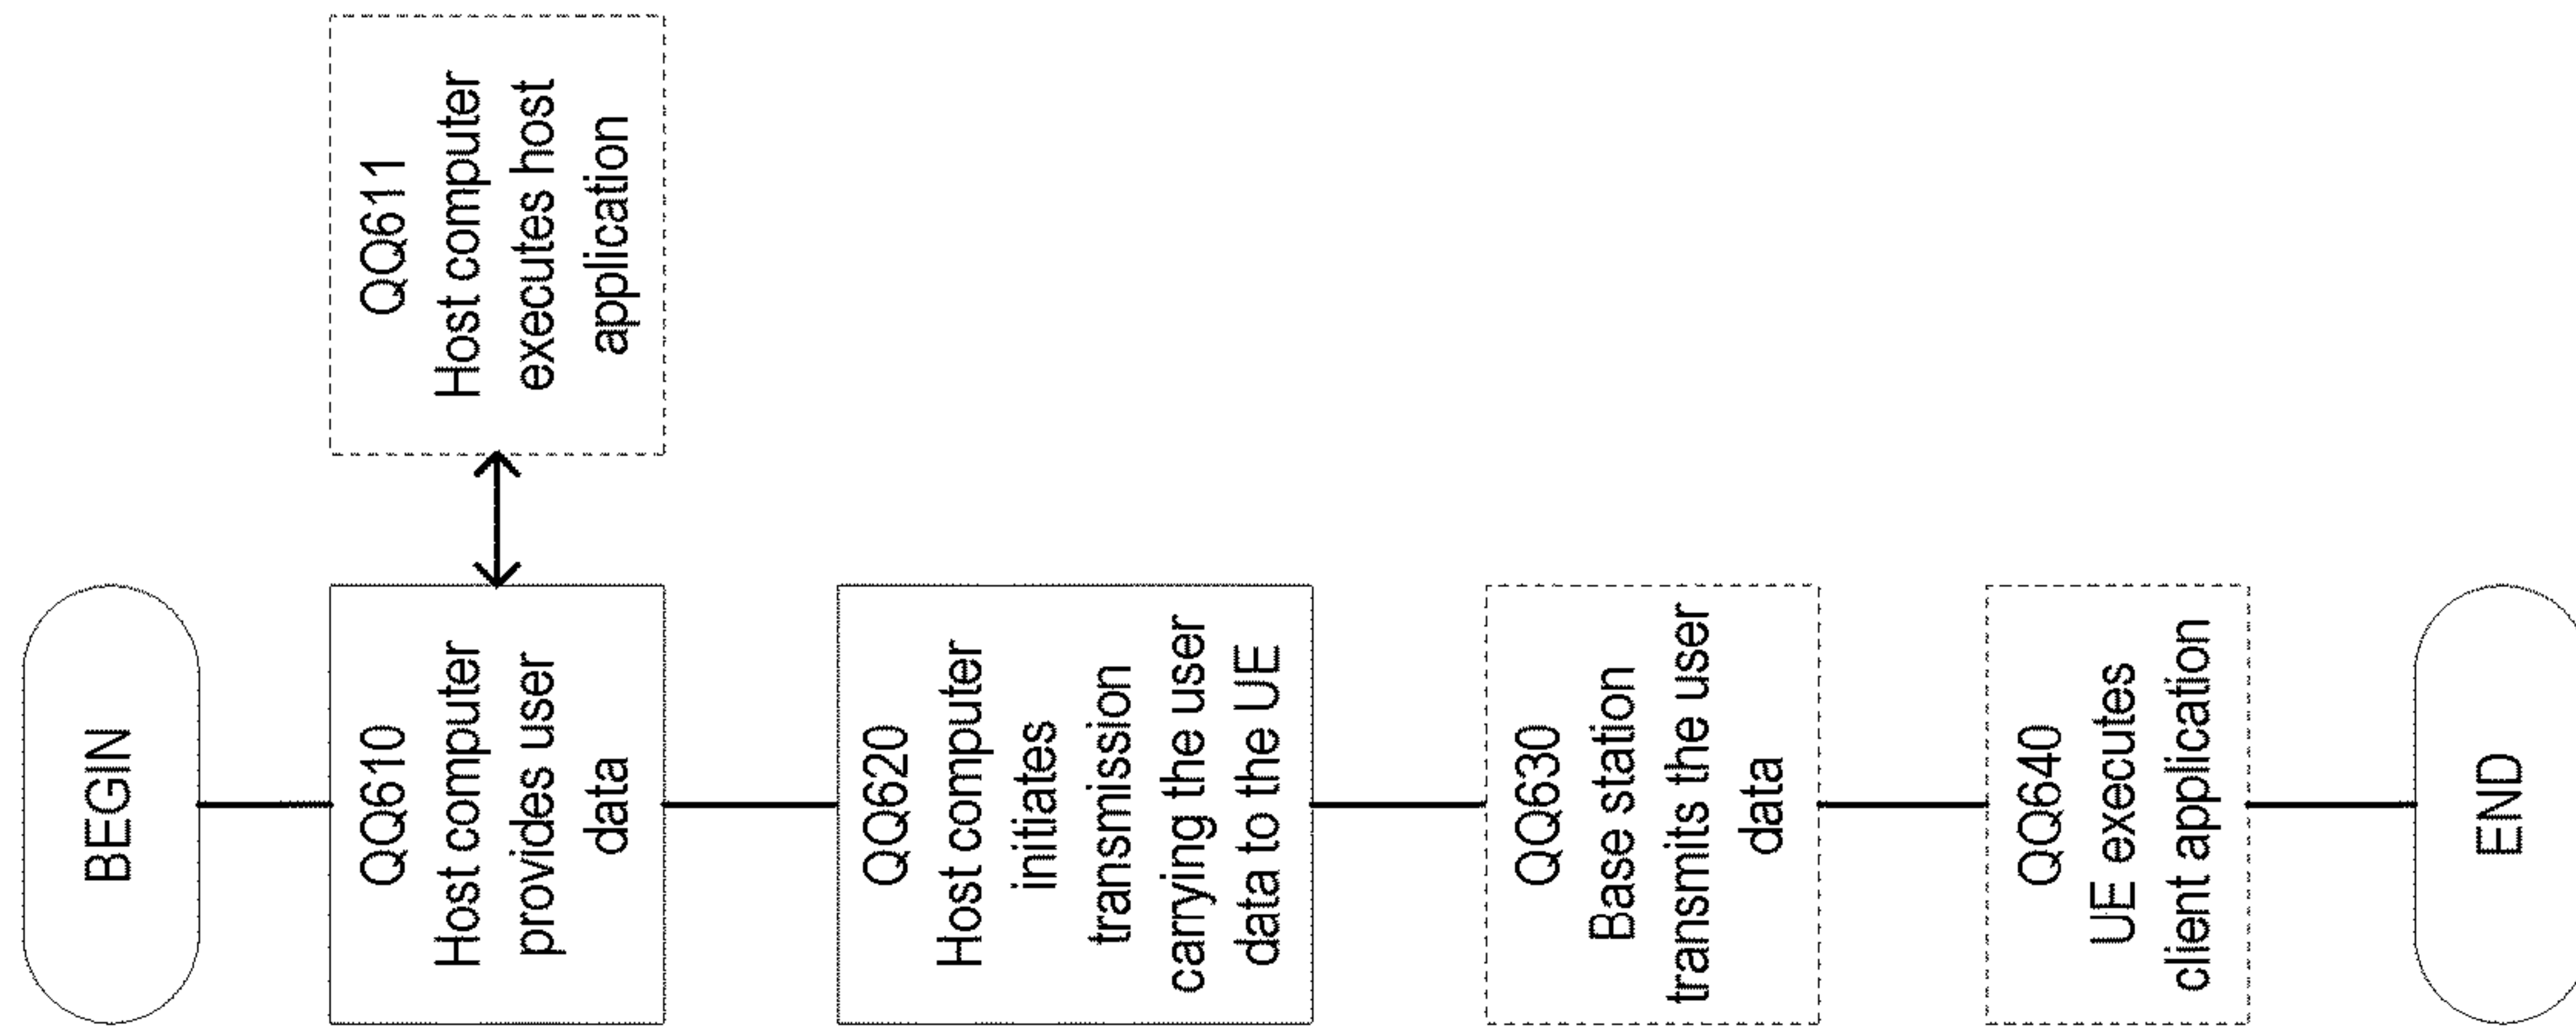 BEGIN
QQ610
Host computer
provides user
data
QQ611
Host computer
executes host
application
QQ620
Host computer
initiates
transmission
carrying the user
data to the UE
QQ630
Base station
transmits the user
data
QQ640
UE executes
client application
END